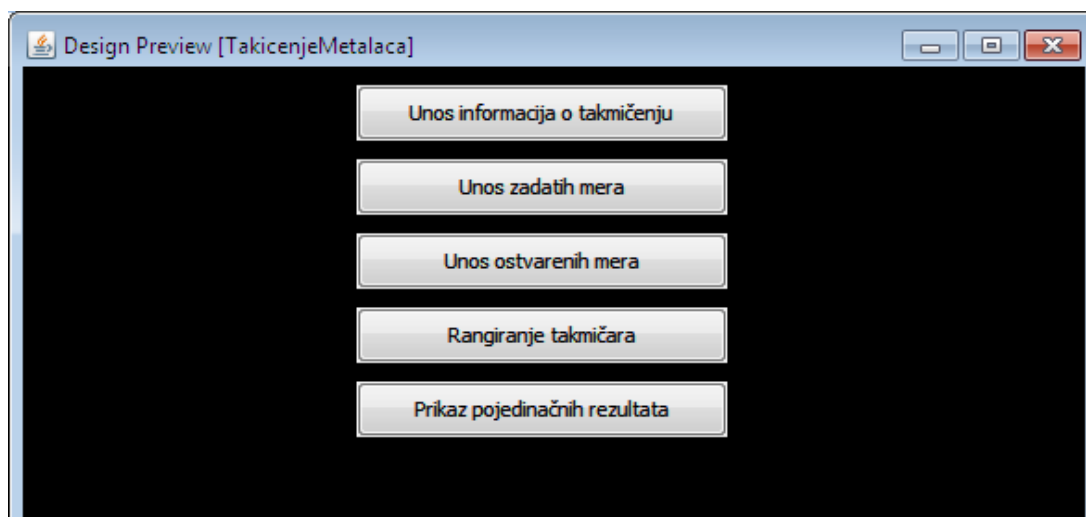 Design Preview [TakicenjeMetalaca]
Unos informacija o takmičenju
Unos zadatih mera
Unos ostvarenih mera
Rangiranje takmičara
Prikaz pojedinačnih rezultata